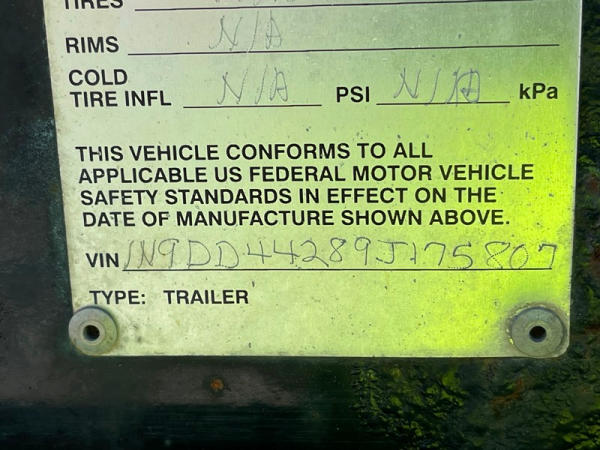 TIRES
RIMS N/A
COLD
TIRE INFL N/A PSI N/A kPa
THIS VEHICLE CONFORMS TO ALL
APPLICABLE US FEDERAL MOTOR VEHICLE
SAFETY STANDARDS IN EFFECT ON THE
DATE OF MANUFACTURE SHOWN ABOVE.
VIN 1N9DD44289J175807
TYPE: TRAILER